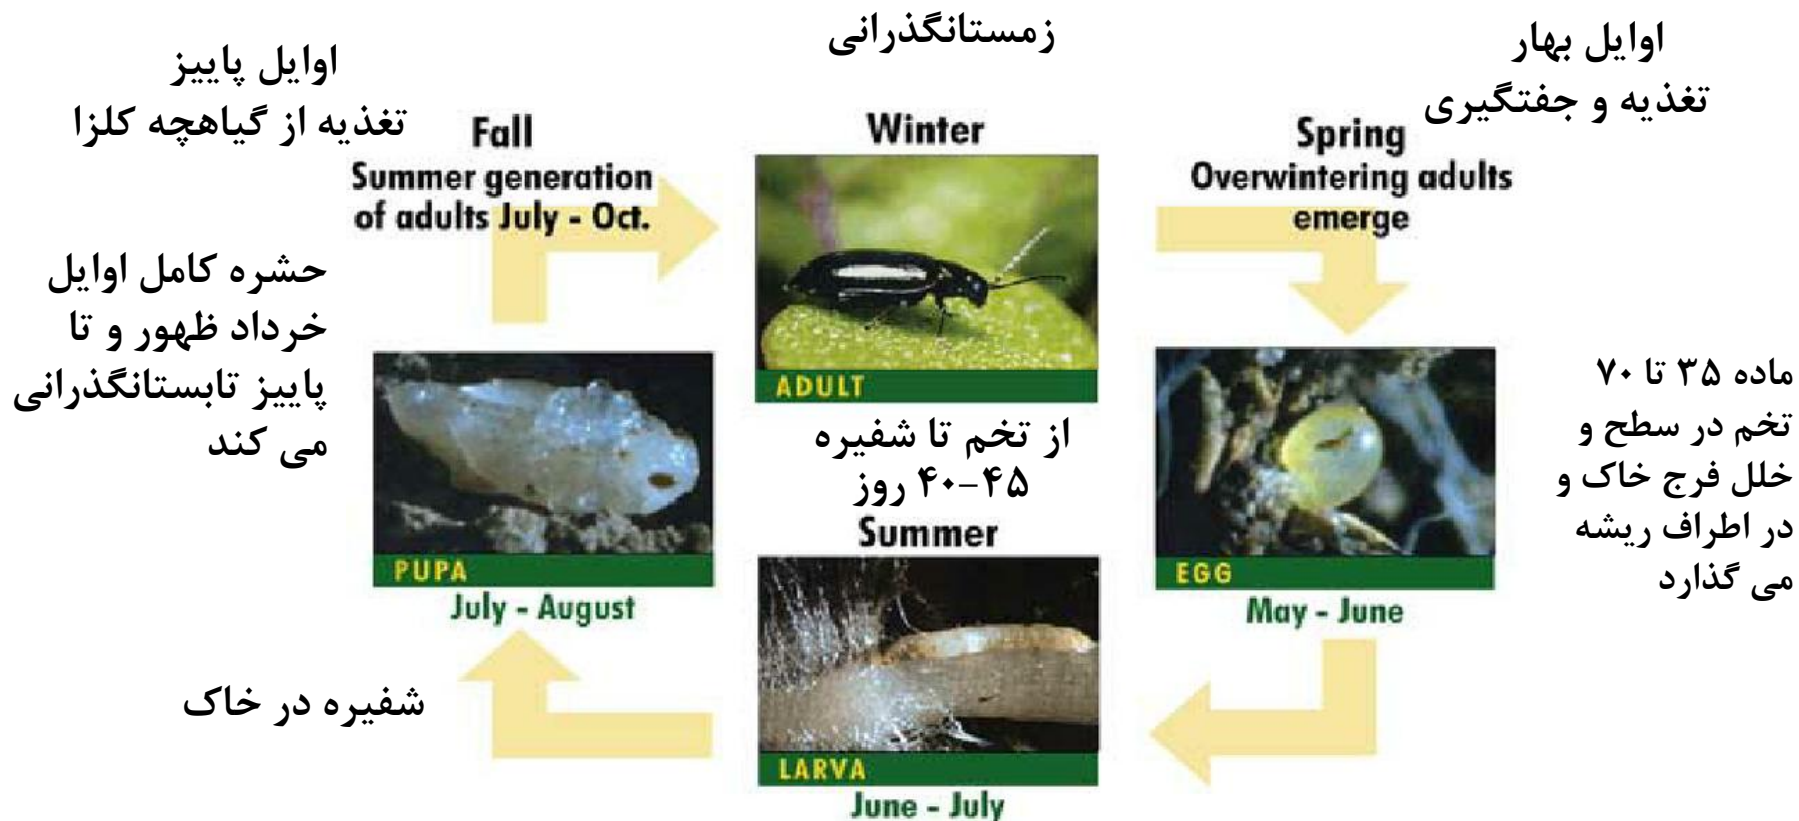 زمستانگذرانی
اوایل بهار
تغذیه و جفتگیری
اوایل پاییز
تغذیه از گیاهچه کلزا
Fall
Summer generation
of adults July - Oct.
Winter
Spring
Overwintering adults
emerge
حشره کامل اوایل
خرداد ظهور و تا
پاییز تابستانگذرانی
می کند
ADULT
ماده ۳۵ تا ۷۰
تخم در سطح و
خلل فرج خاک و
در اطراف ریشه
می گذارد
از تخم تا شفیره
۴۰-۴۵ روز
Summer
PUPA
July - August
EGG
May - June
شفیره در خاک
LARVA
June - July